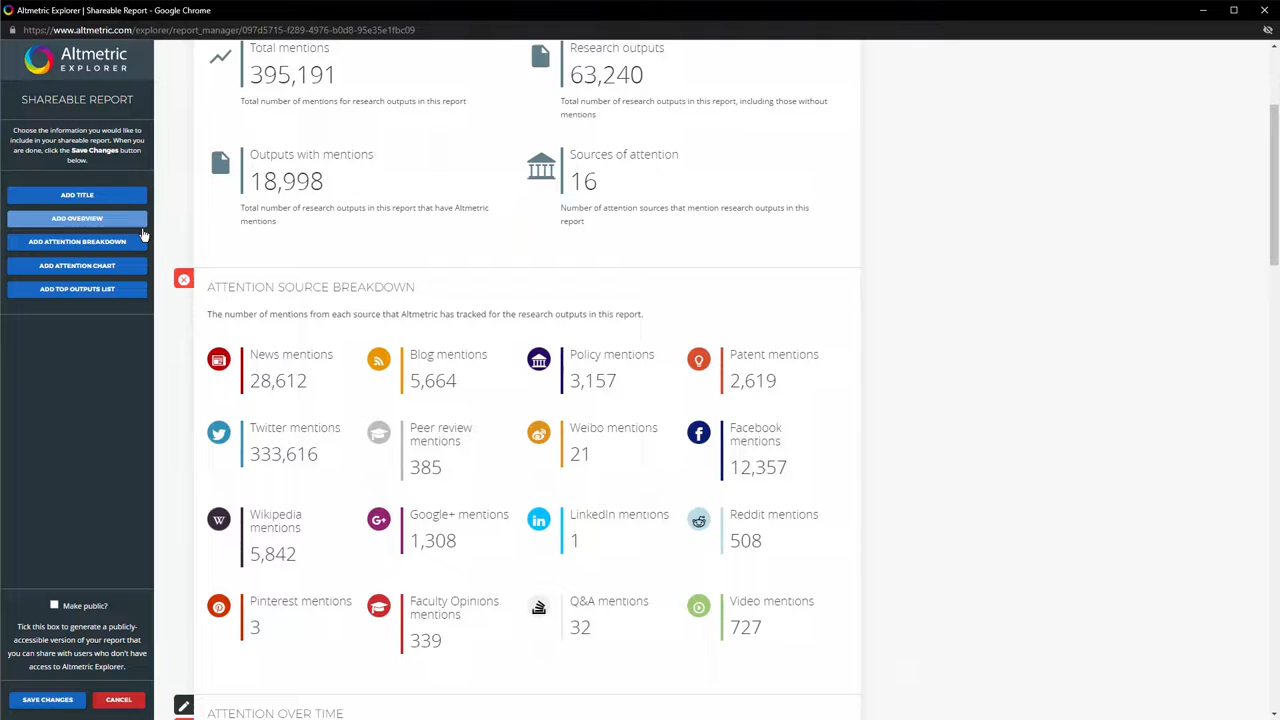 Altmetric Explorer | Shareable Report - Google Chrome
https://www.altmetric.com/explorer/report_manager/097d5715-f289-4976-b0d8-95e35e1fbc09
Altmetric
EXPLORER
SHAREABLE REPORT
Choose the information you would like
to include in your shareable report. When you
are done, click the Save Changes button
below.
ADD TITLE
ADD OVERVIEW
ADD ATTENTION BREAKDOWN
ADD ATTENTION CHART
ADD TOP OUTPUTS LIST
Make public?
Tick this box to generate a publicly-
accessible version of your report that
you can share with users who don't have
access to Altmetric Explorer.
SAVE CHANGES
CANCEL
Total mentions
395,191
Total number of mentions for research outputs in this report
Research outputs
63,240
Total number of research outputs in this report, including those without
mentions
Outputs with mentions
18,998
Total number of research outputs in this report that have Altmetric
mentions
Sources of attention
16
Number of attention sources that mention research outputs in this
report
ATTENTION SOURCE BREAKDOWN
The number of mentions from each source that Altmetric has tracked for the research outputs in this report.
News mentions
28,612
Blog mentions
5,664
Policy mentions
3,157
Patent mentions
2,619
Twitter mentions
333,616
Peer review
mentions
385
Weibo mentions
21
Facebook
mentions
12,357
Wikipedia
mentions
5,842
Google+ mentions
1,308
LinkedIn mentions
1
Reddit mentions
508
Pinterest mentions
3
Faculty Opinions
mentions
339
Q&A mentions
32
Video mentions
727
ATTENTION OVER TIME